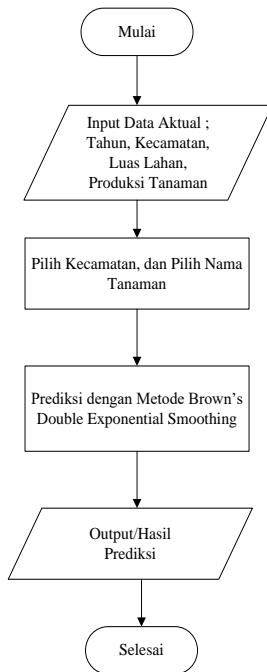 Mulai
Input Data Aktual ;
Tahun, Kecamatan,
Luas Lahan,
Produksi Tanaman
Pilih Kecamatan, dan Pilih Nama
Tanaman
Prediksi dengan Metode Brown's
Double Exponential Smoothing
Output/Hasil
Prediksi
Selesai